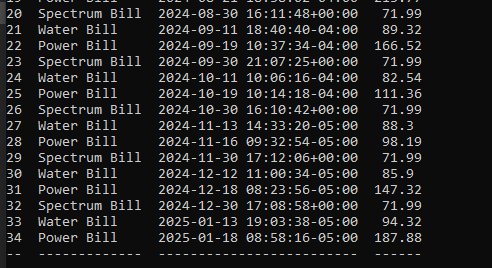 20  Spectrum Bill  2024-08-30 16:11:48+00:00   71.99
21  Water Bill     2024-09-11 18:40:40-04:00   89.32
22  Power Bill     2024-09-19 10:37:34-04:00  166.52
23  Spectrum Bill  2024-09-30 21:07:25+00:00   71.99
24  Water Bill     2024-10-11 10:06:16-04:00   82.54
25  Power Bill     2024-10-19 10:14:18-04:00  111.36
26  Spectrum Bill  2024-10-30 16:10:42+00:00   71.99
27  Water Bill     2024-11-13 14:33:20-05:00   88.3
28  Power Bill     2024-11-16 09:32:54-05:00   98.19
29  Spectrum Bill  2024-11-30 17:12:06+00:00   71.99
30  Water Bill     2024-12-12 11:00:34-05:00   85.9
31  Power Bill     2024-12-18 08:23:56-05:00  147.32
32  Spectrum Bill  2024-12-30 17:08:58+00:00   71.99
33  Water Bill     2025-01-13 19:03:38-05:00   94.32
34  Power Bill     2025-01-18 08:58:16-05:00  187.88
--  -------------  -------------------------  ------